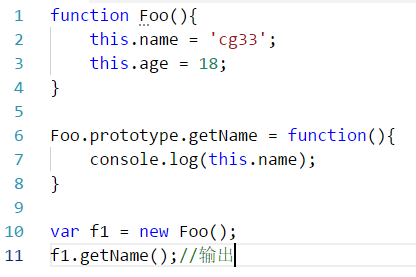 1 function Foo(){
2 this.name = 'cg33';
3 this.age = 18;
4 }
5
6 Foo.prototype.getName = function(){
7 console.log(this.name);
8 }
9
10 var f1 = new Foo();
11 f1.getName();//输出